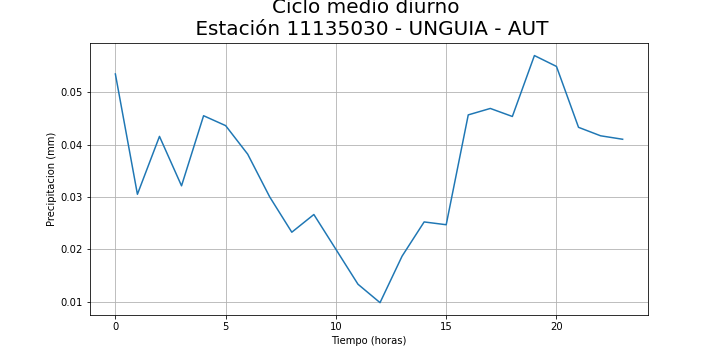 Ciclo medio diurno
Estación 11135030 - UNGUIA - AUT
0.05
0.04
0.03
0.02
0.01
Precipitacion (mm)
0 5 10 15 20
Tiempo (horas)